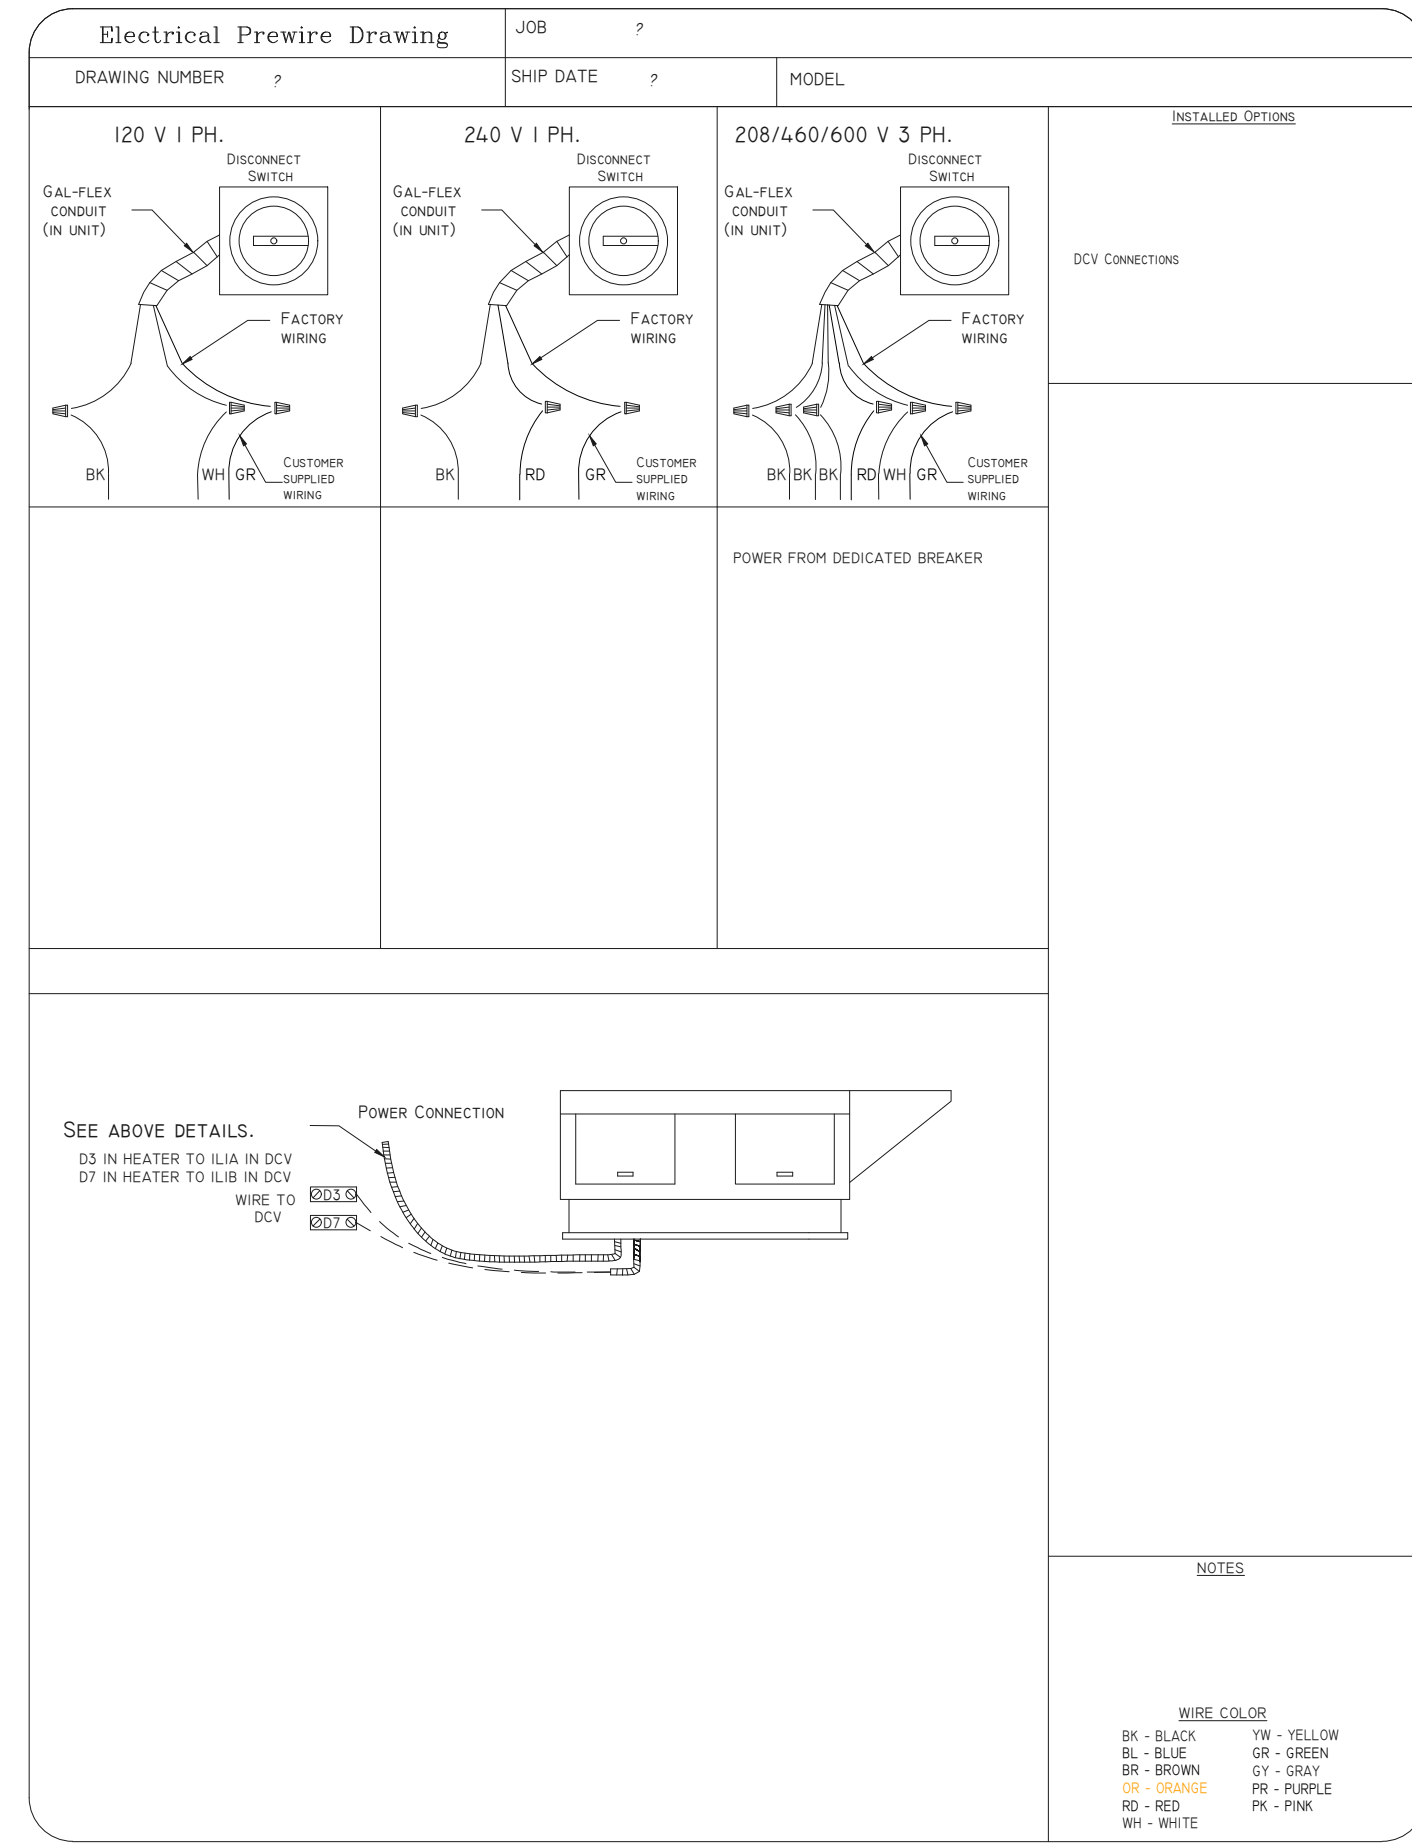 Electrical Prewire Drawing
JOB ?
DRAWING NUMBER ?
SHIP DATE ?
MODEL
120 V 1 PH.
DISCONNECT
SWITCH
GAL-FLEX
CONDUIT
(IN UNIT)
FACTORY
WIRING
BK
WH
GR
CUSTOMER
SUPPLIED
WIRING
240 V 1 PH.
DISCONNECT
SWITCH
GAL-FLEX
CONDUIT
(IN UNIT)
FACTORY
WIRING
BK
RD
GR
CUSTOMER
SUPPLIED
WIRING
208/460/600 V 3 PH.
DISCONNECT
SWITCH
GAL-FLEX
CONDUIT
(IN UNIT)
FACTORY
WIRING
BK
BK
BK
RD
WH
GR
CUSTOMER
SUPPLIED
WIRING
INSTALLED OPTIONS
DCV CONNECTIONS
POWER FROM DEDICATED BREAKER
POWER CONNECTION
SEE ABOVE DETAILS.
D3 IN HEATER TO ILIA IN DCV
D7 IN HEATER TO ILIB IN DCV
WIRE TO
DCV
D3
D7
NOTES
WIRE COLOR
BK - BLACK
BL - BLUE
BR - BROWN
OR - ORANGE
RD - RED
WH - WHITE
YW - YELLOW
GR - GREEN
GY - GRAY
PR - PURPLE
PK - PINK